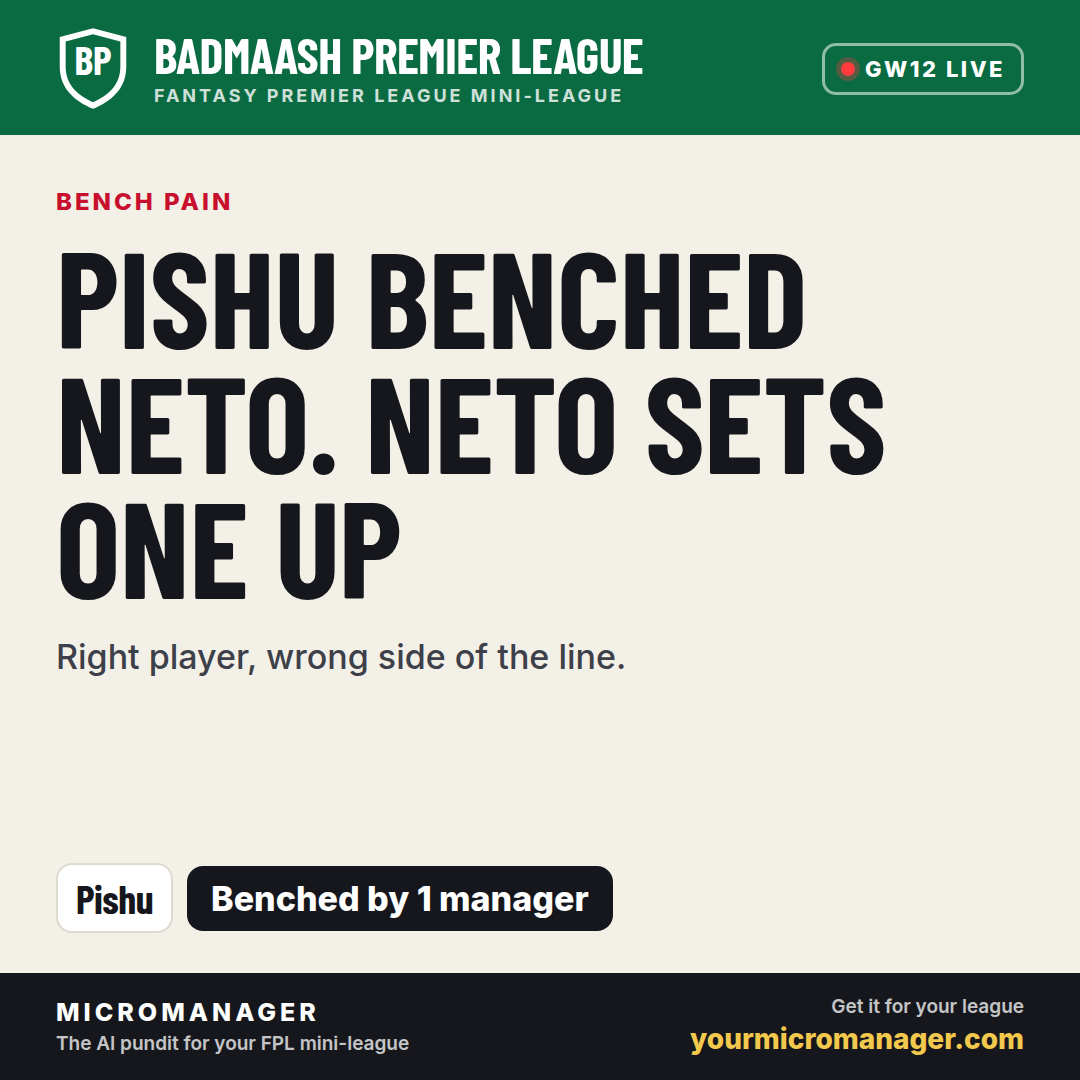 BP
BADMAASH PREMIER LEAGUE
FANTASY PREMIER LEAGUE MINI-LEAGUE
GW12 LIVE
BENCH PAIN
PISHU BENCHED
NETO. NETO SETS
ONE UP
Right player, wrong side of the line.
Pishu
Benched by 1 manager
MICROMANAGER
The AI pundit for your FPL mini-league
Get it for your league
yourmicromanager.com